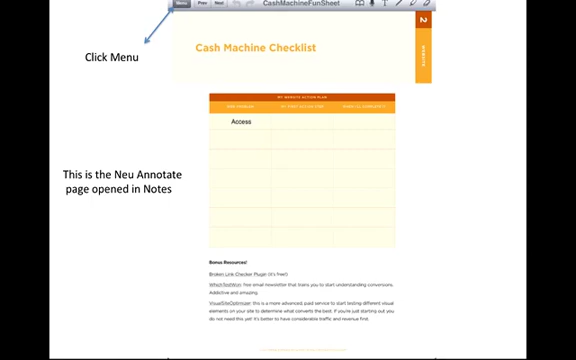 Menu Prev Next CashMachineFunSheet
2
WEBSITE
Click Menu
Cash Machine Checklist
MY WEBSITE ACTION PLAN
Access
This is the Neu Annotate
page opened in Notes
Bonus Resources!
Broken Link Checker Plugin (it's free!)
WhichTestWon: free email newsletter that trains you to start understanding conversions.
Addictive and amazing.
VisualSiteOptimizer: this is a more advanced paid service to start testing different visual
elements on your site to determine what converts the best. If you're just starting out you
do not need this yet! It's better to have considerable traffic and revenue first.